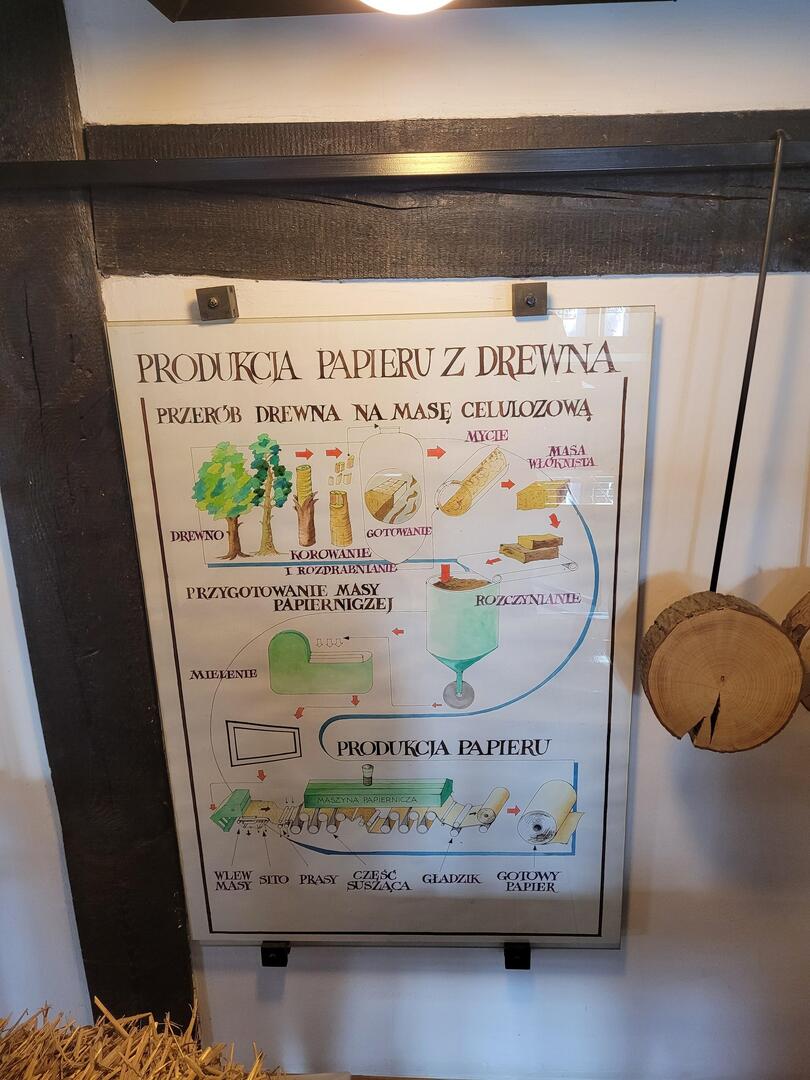 PRODUKCJA PAPIERU Z DREWNA
PRZERÓB DREWNA NA MASĘ CELULOZOWĄ
MYCIE
MASA
WŁÓKNISTA
DREWNO
GOTOWANIE
KOROWANIE
I ROZDRABNIANIE
PRZYGOTOWANIE MASY
PAPIERNICZEJ
ROZCZYNIANIE
MIELENIE
PRODUKCJA PAPIERU
MASZYNA PAPIERNICZA
WLEW
MASY
SITO
PRASY
CZĘŚĆ
SUSZĄCA
GŁADZIK
GOTOWY
PAPIER